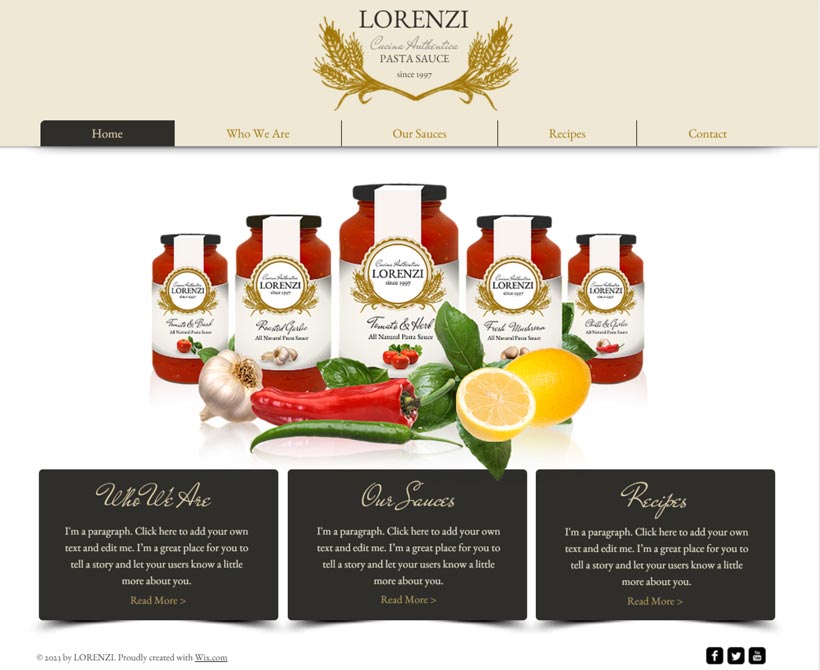 LORENZI
Cucina Authentica
PASTA SAUCE
since 1997
Home
Who We Are
Our Sauces
Recipes
Contact
Cucina Authentica
LORENZI
since 1997
Tomato & Basil
All Natural Pasta Sauce
Cucina Authentica
LORENZI
since 1997
Roasted Garlic
All Natural Pasta Sauce
Cucina Authentica
LORENZI
since 1997
Tomato & Herb
All Natural Pasta Sauce
Cucina Authentica
LORENZI
since 1997
Fresh Mushroom
All Natural Pasta Sauce
Cucina Authentica
LORENZI
since 1997
Chilli & Garlic
All Natural Pasta Sauce
Who We Are
I'm a paragraph. Click here to add your own
text and edit me. I'm a great place for you to
tell a story and let your users know a little
more about you.
Read More >
Our Sauces
I'm a paragraph. Click here to add your own
text and edit me. I'm a great place for you to
tell a story and let your users know a little
more about you.
Read More >
Recipes
I'm a paragraph. Click here to add your own
text and edit me. I'm a great place for you to
tell a story and let your users know a little
more about you.
Read More >
© 2023 by LORENZI. Proudly created with Wix.com